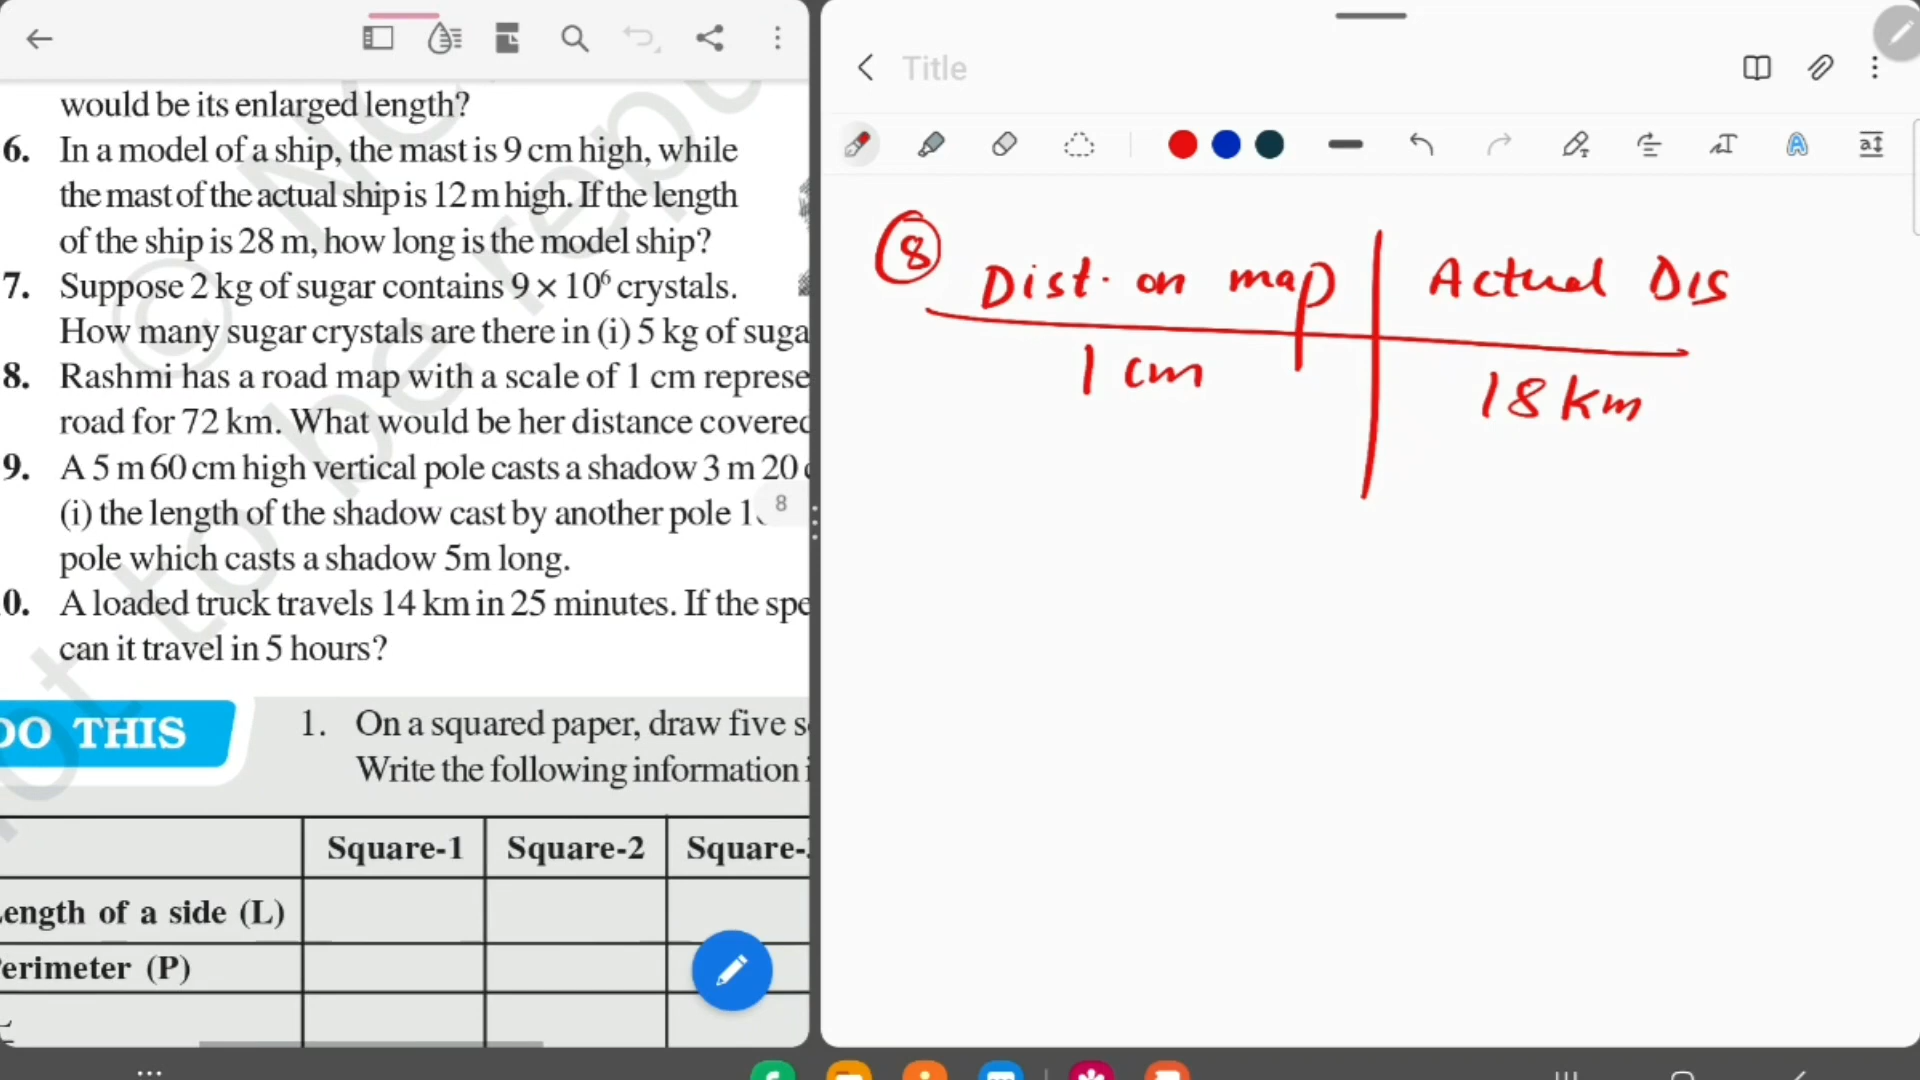 would be its enlarged length?
6. In a model of a ship, the mast is 9 cm high, while
the mast of the actual ship is 12 m high. If the length
of the ship is 28 m, how long is the model ship?
7. Suppose 2 kg of sugar contains 9 × 10⁶ crystals.
How many sugar crystals are there in (i) 5 kg of suga
8. Rashmi has a road map with a scale of 1 cm represe
road for 72 km. What would be her distance covered
9. A 5 m 60 cm high vertical pole casts a shadow 3 m 20 c
(i) the length of the shadow cast by another pole 1
8
pole which casts a shadow 5m long.
0. A loaded truck travels 14 km in 25 minutes. If the spe
can it travel in 5 hours?
DO THIS
1. On a squared paper, draw five s
Write the following information i
Square-1 Square-2 Square-
Length of a side (L)
Perimeter (P)
Title
8 Dist. on map Actual Dis
1 cm 18 km